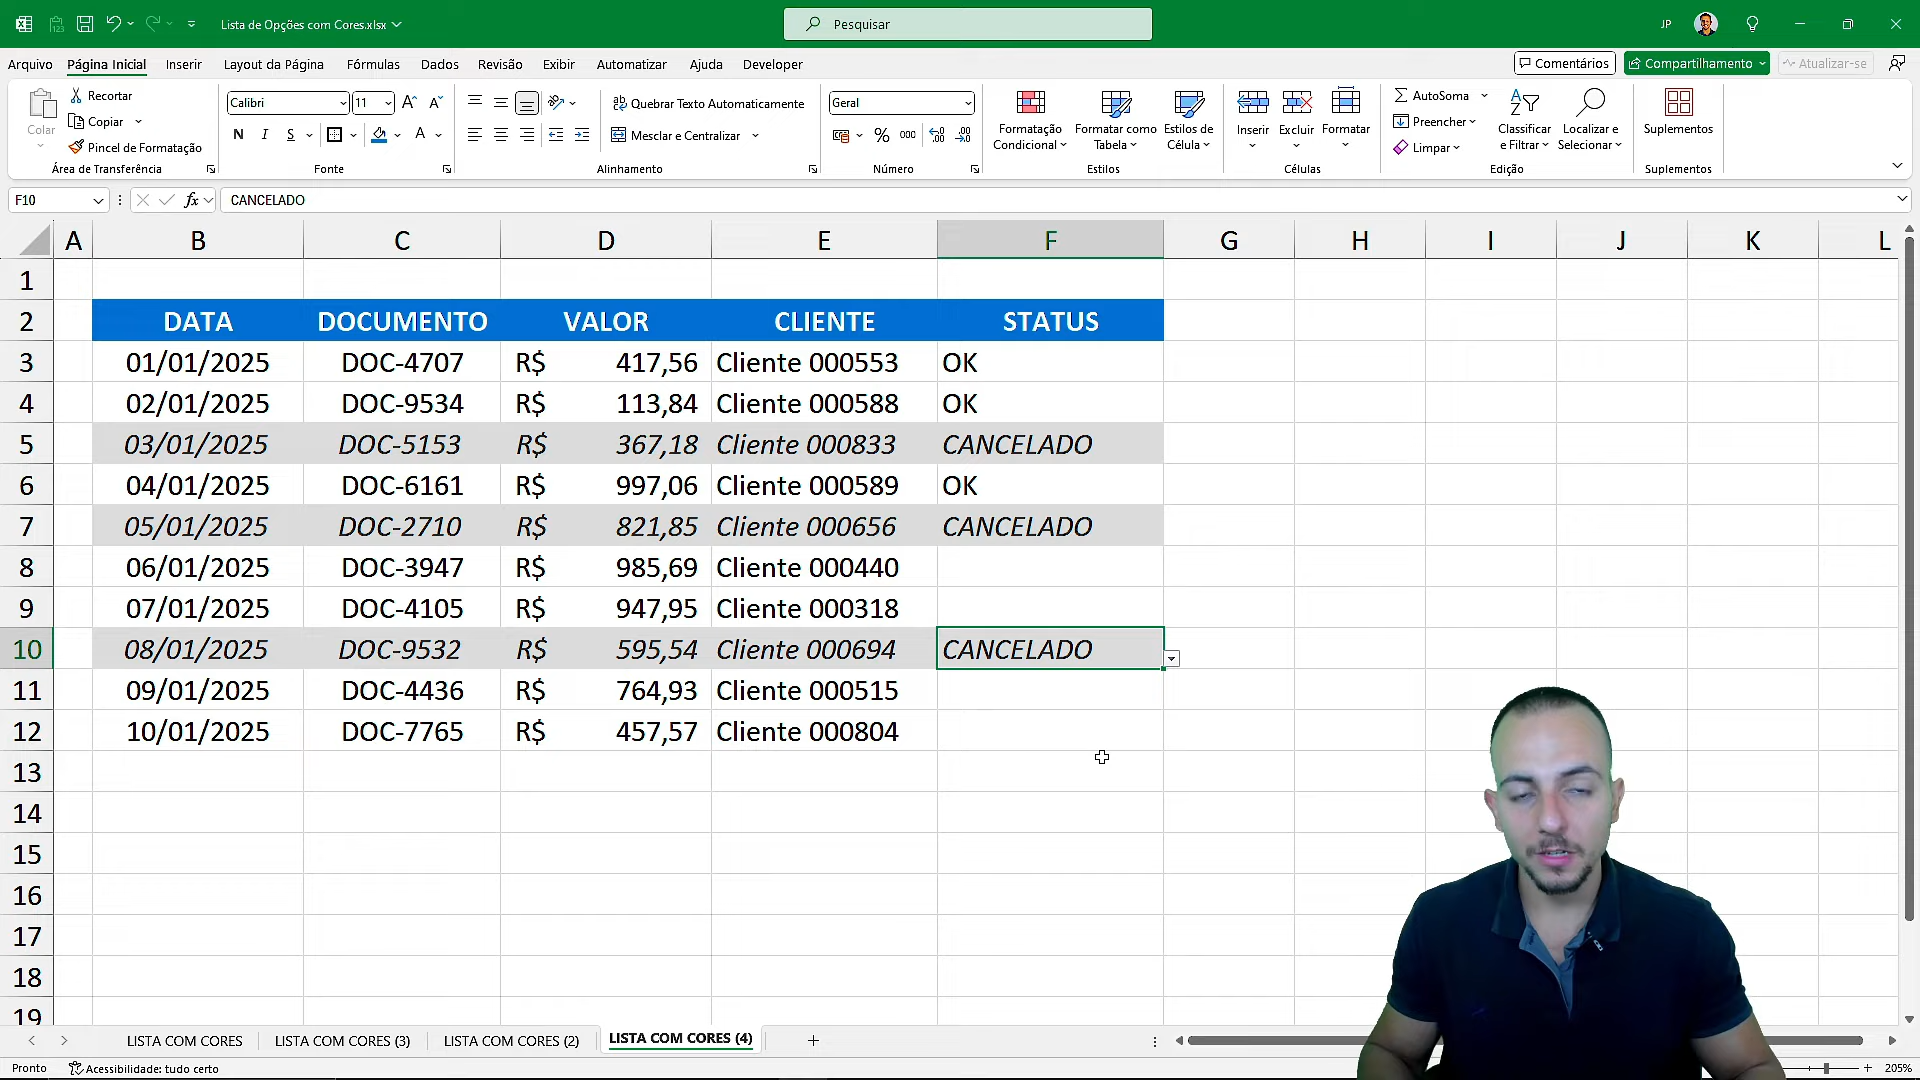 Lista de Opções com Cores.xlsx
Pesquisar
JP
Arquivo Página Inicial Inserir Layout da Página Fórmulas Dados Revisão Exibir Automatizar Ajuda Developer
Comentários Compartilhamento Atualizar-se
Colar
Recortar
Copiar
Pincel de Formatação
Área de Transferência
Calibri 11
N I S
Fonte
Quebrar Texto Automaticamente
Mesclar e Centralizar
Alinhamento
Geral
% 000
Número
Formatação Condicional
Formatar como Tabela
Estilos de Célula
Estilos
Inserir Excluir Formatar
Células
AutoSoma
Preencher
Limpar
Classificar e Filtrar
Localizar e Selecionar
Edição
Suplementos
Suplementos
F10 fx CANCELADO
A B C D E F G H I J K L
1
2 DATA DOCUMENTO VALOR CLIENTE STATUS
3 01/01/2025 DOC-4707 R$ 417,56 Cliente 000553 OK
4 02/01/2025 DOC-9534 R$ 113,84 Cliente 000588 OK
5 03/01/2025 DOC-5153 R$ 367,18 Cliente 000833 CANCELADO
6 04/01/2025 DOC-6161 R$ 997,06 Cliente 000589 OK
7 05/01/2025 DOC-2710 R$ 821,85 Cliente 000656 CANCELADO
8 06/01/2025 DOC-3947 R$ 985,69 Cliente 000440
9 07/01/2025 DOC-4105 R$ 947,95 Cliente 000318
10 08/01/2025 DOC-9532 R$ 595,54 Cliente 000694 CANCELADO
11 09/01/2025 DOC-4436 R$ 764,93 Cliente 000515
12 10/01/2025 DOC-7765 R$ 457,57 Cliente 000804
13
14
15
16
17
18
19
LISTA COM CORES LISTA COM CORES (3) LISTA COM CORES (2) LISTA COM CORES (4)
Pronto Acessibilidade: tudo certo 205%